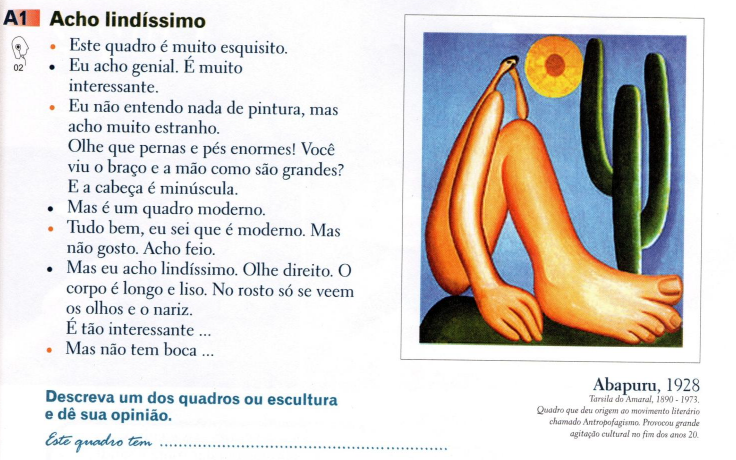 A1 Acho lindíssimo
02
• Este quadro é muito esquisito.
• Eu acho genial. É muito
interessante.
• Eu não entendo nada de pintura, mas
acho muito estranho.
Olhe que pernas e pés enormes! Você
viu o braço e a mão como são grandes?
E a cabeça é minúscula.
• Mas é um quadro moderno.
• Tudo bem, eu sei que é moderno. Mas
não gosto. Acho feio.
• Mas eu acho lindíssimo. Olhe direito. O
corpo é longo e liso. No rosto só se veem
os olhos e o nariz.
É tão interessante ...
• Mas não tem boca ...
Descreva um dos quadros ou escultura
e dê sua opinião.
Este quadro tem ........................................................
Abapuru, 1928
Tarsila do Amaral, 1890 - 1973.
Quadro que deu origem ao movimento literário
chamado Antropofagismo. Provocou grande
agitação cultural no fim dos anos 20.